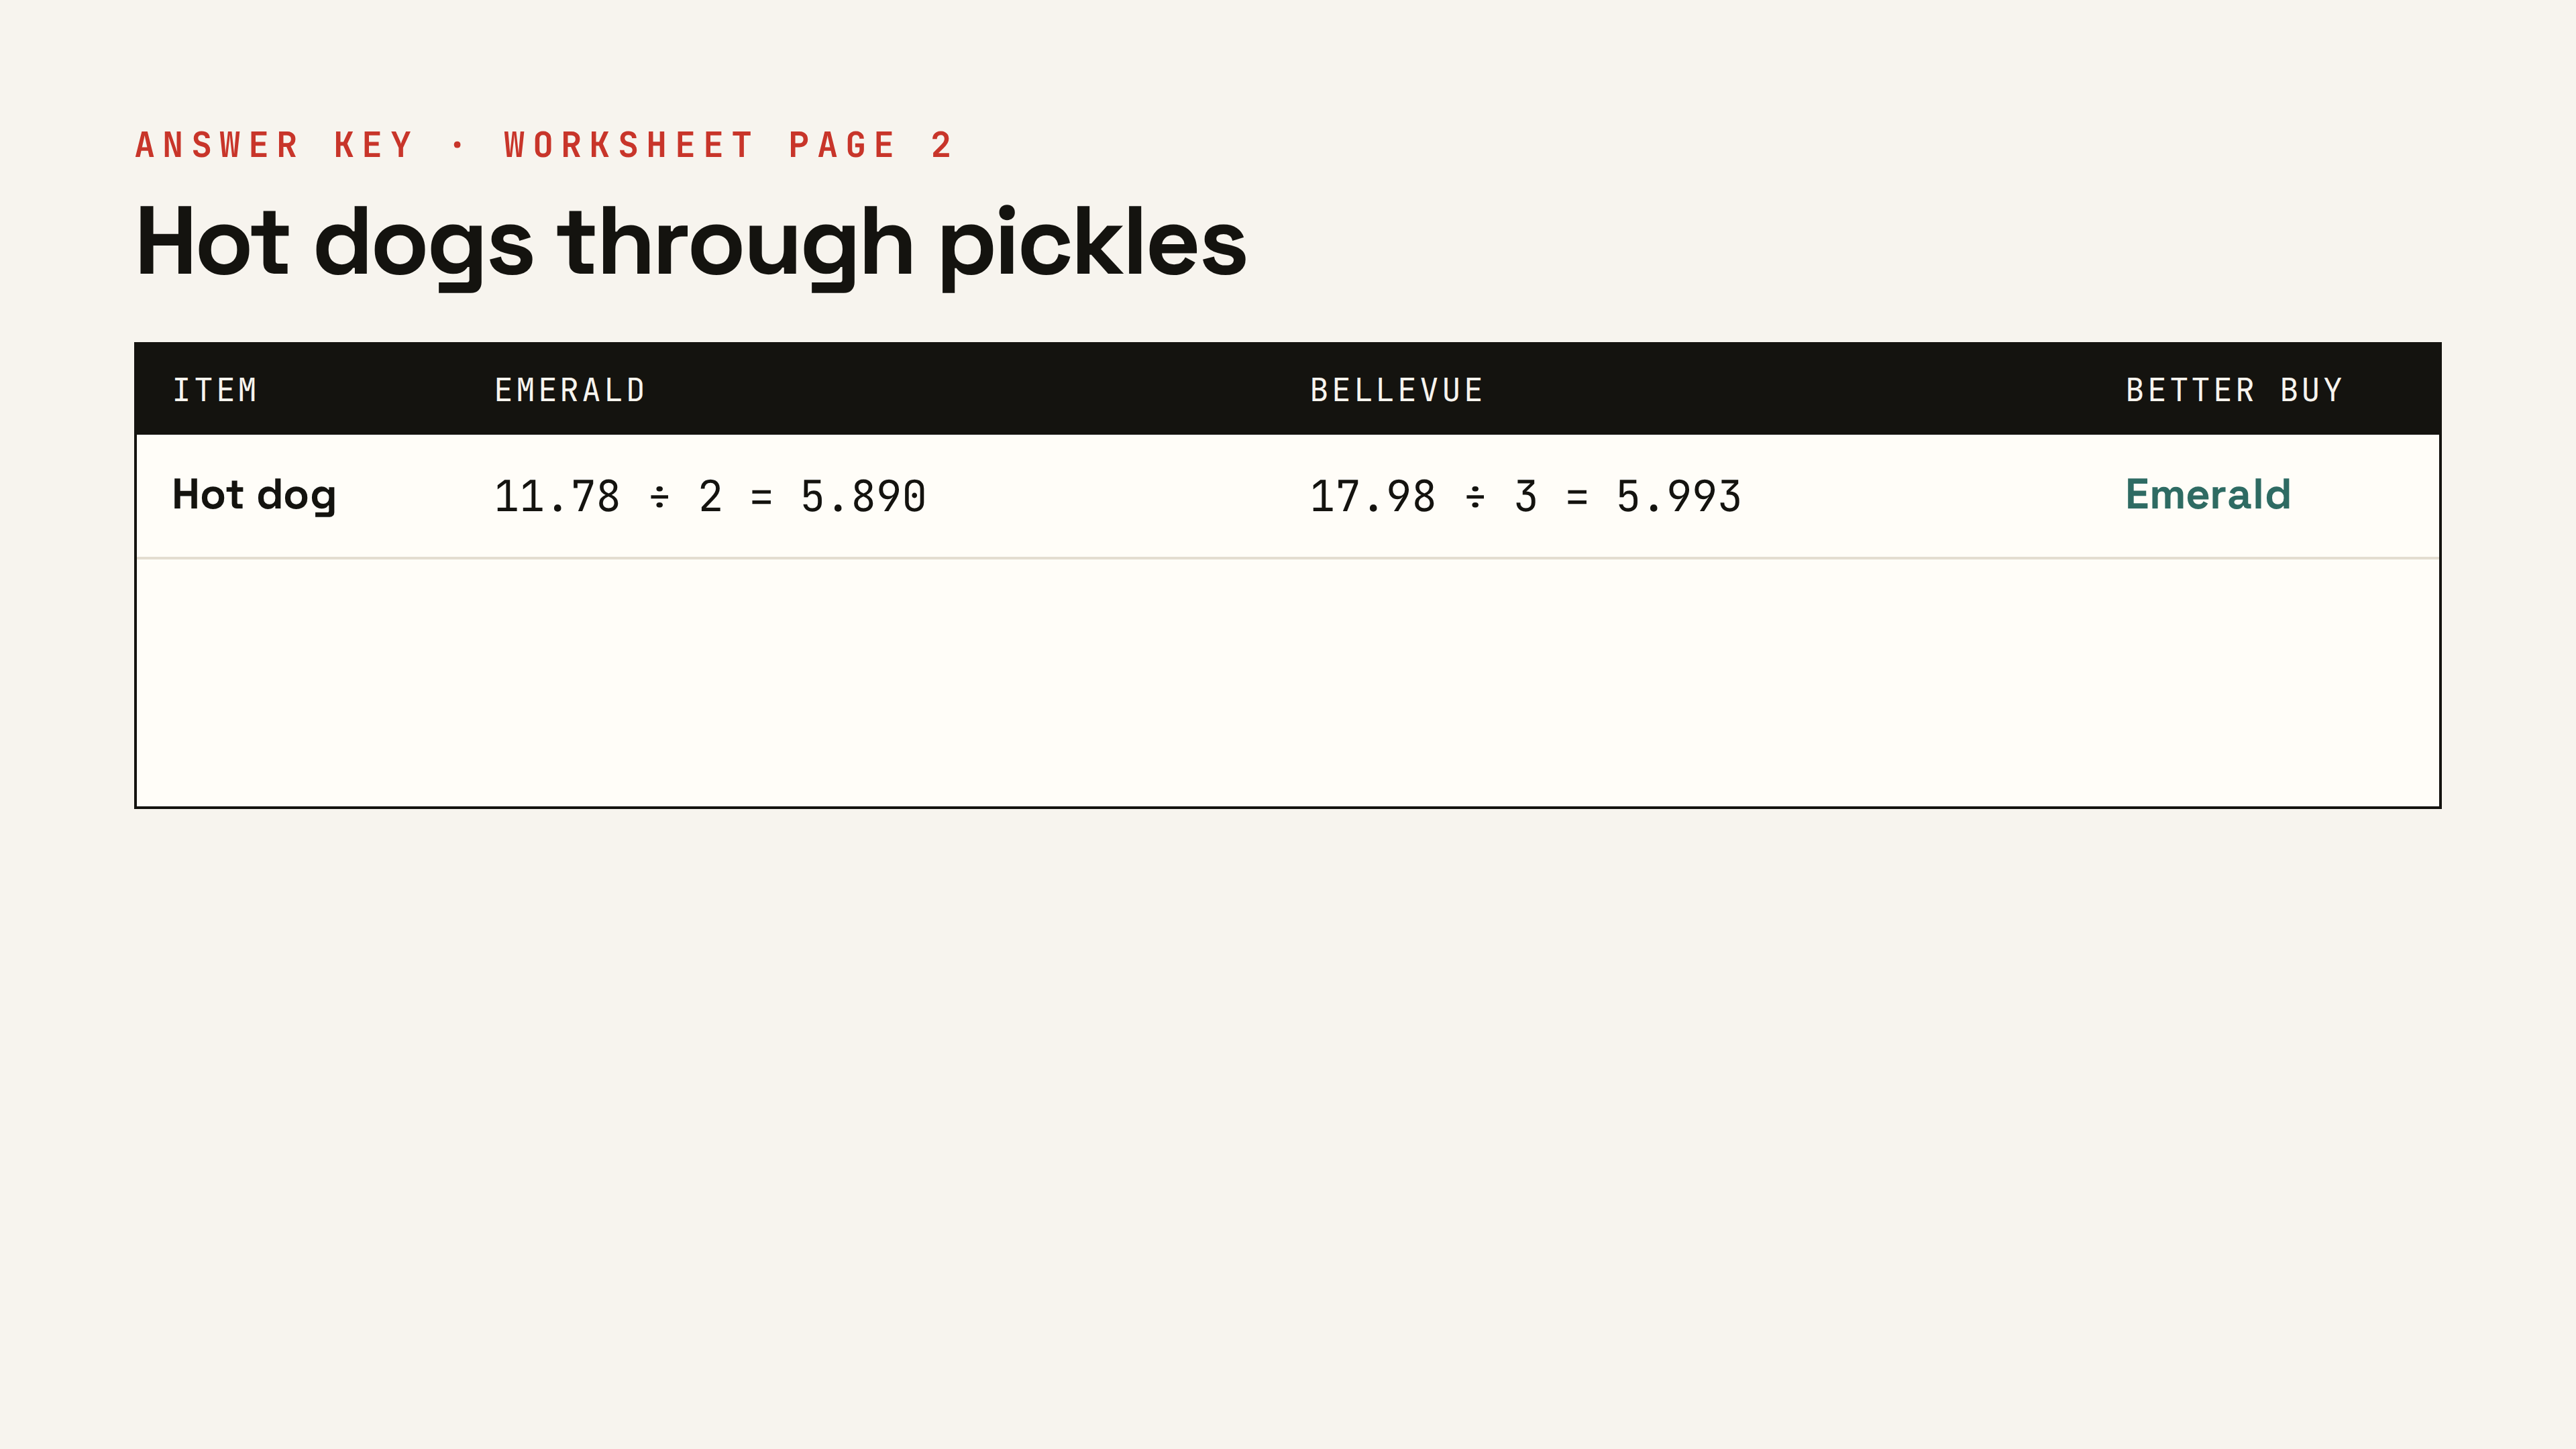 ANSWER KEY · WORKSHEET PAGE 2
Hot dogs through pickles
ITEM EMERALD BELLEVUE BETTER BUY
Hot dog 11.78 ÷ 2 = 5.890 17.98 ÷ 3 = 5.993 Emerald